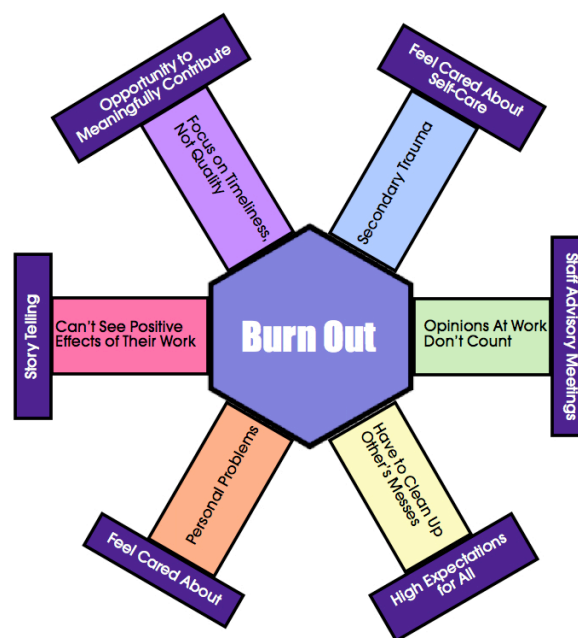 Opportunity to
Meaningfully Contribute
Focus on Timeliness,
Not Quality
Feel Cared About
Self-Care
Secondary Trauma
Story Telling
Can't See Positive
Effects of Their Work
Burn Out
Opinions At Work
Don't Count
Staff Advisory Meetings
Personal Problems
Feel Cared About
Have to Clean Up
Other's Messes
High Expectations
for All